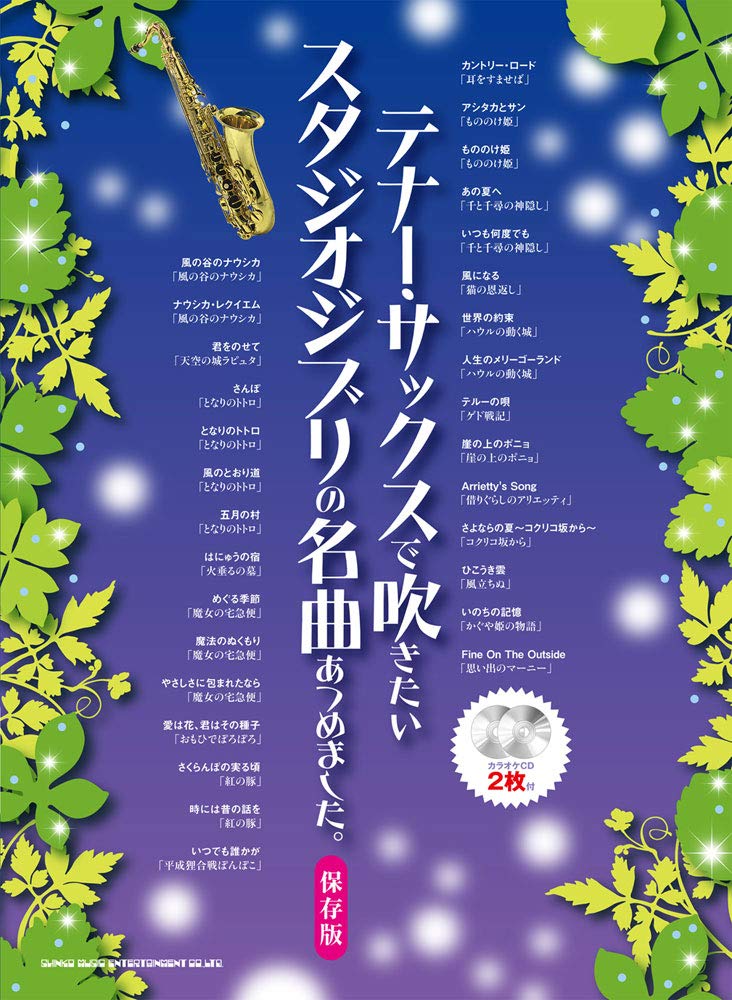 テナー・サックスで吹きたい
スタジオジブリの名曲あつめました。
保存版
カントリー・ロード
「耳をすませば」
アシタカとサン
「もののけ姫」
もののけ姫
「もののけ姫」
あの夏へ
「千と千尋の神隠し」
いつも何度でも
「千と千尋の神隠し」
風になる
「猫の恩返し」
世界の約束
「ハウルの動く城」
人生のメリーゴーランド
「ハウルの動く城」
テルーの唄
「ゲド戦記」
崖の上のポニョ
「崖の上のポニョ」
Arrietty's Song
「借りぐらしのアリエッティ」
さよならの夏〜コクリコ坂から〜
「コクリコ坂から」
ひこうき雲
「風立ちぬ」
いのちの記憶
「かぐや姫の物語」
Fine On The Outside
「思い出のマーニー」
カラオケCD
2枚付
風の谷のナウシカ
「風の谷のナウシカ」
ナウシカ・レクイエム
「風の谷のナウシカ」
君をのせて
「天空の城ラピュタ」
さんぽ
「となりのトトロ」
となりのトトロ
「となりのトトロ」
風のとおり道
「となりのトトロ」
五月の村
「となりのトトロ」
はにゅうの宿
「火垂るの墓」
めぐる季節
「魔女の宅急便」
魔法のぬくもり
「魔女の宅急便」
やさしさに包まれたなら
「魔女の宅急便」
愛は花、君はその種子
「おもひでぽろぽろ」
さくらんぼの実る頃
「紅の豚」
時には昔の話を
「紅の豚」
いつでも誰かが
「平成狸合戦ぽんぽこ」
SHINKO MUSIC ENTERTAINMENT CO.,LTD.